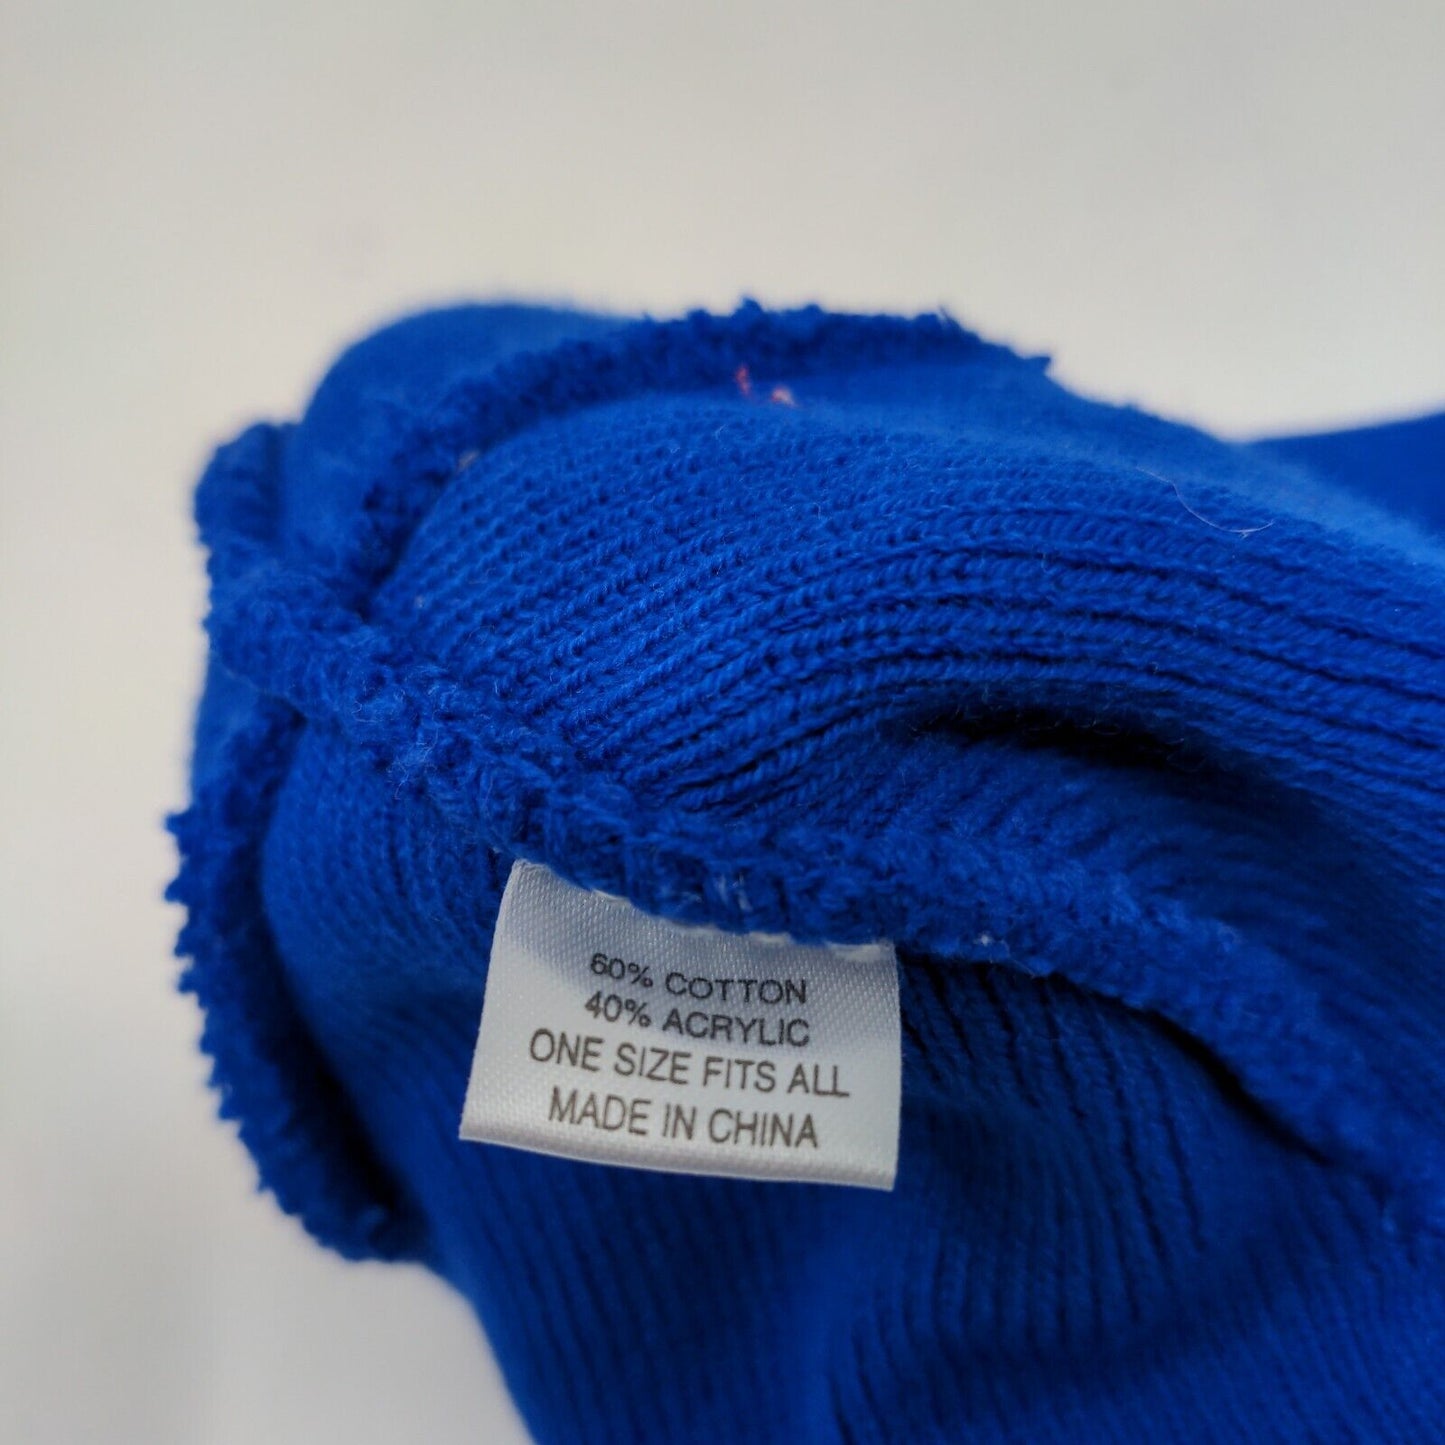 60% COTTON
40% ACRYLIC
ONE SIZE FITS ALL
MADE IN CHINA